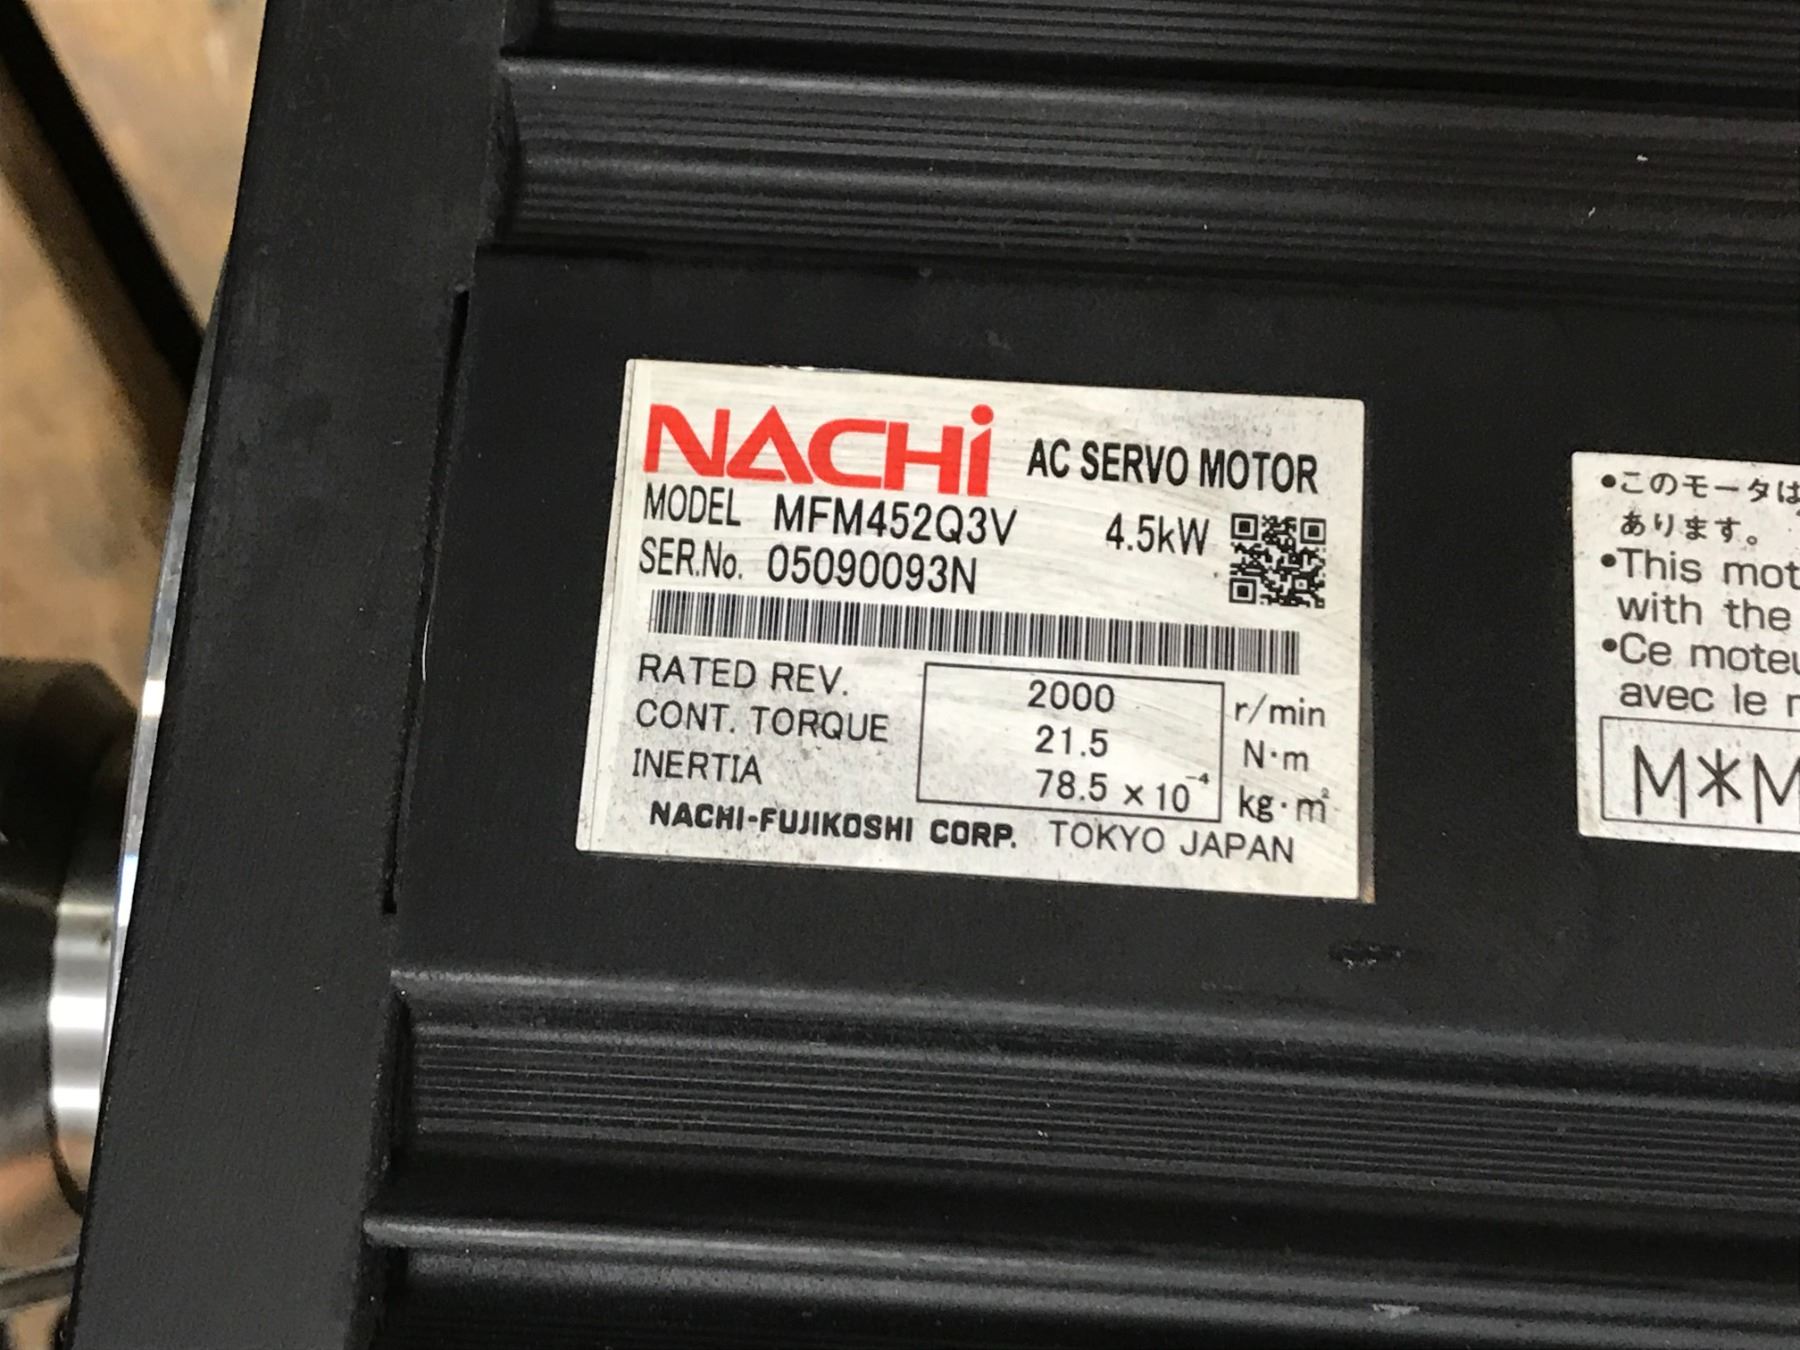 NACHi AC SERVO MOTOR
MODEL MFM452Q3V 4.5kW
SER.No. 05090093N
RATED REV. 2000 r/min
CONT. TORQUE 21.5 N·m
INERTIA 78.5 × 10⁻⁴ kg·m²
NACHI-FUJIKOSHI CORP. TOKYO JAPAN
•このモータは
あります。
•This mot
with the
•Ce moteu
avec le
M*M